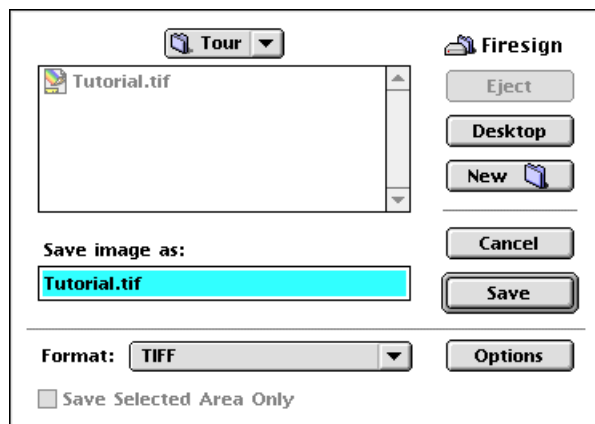 Tour
Firesign
Tutorial.tif
Eject
Desktop
New
Save image as:
Cancel
Tutorial.tif
Save
Format: TIFF
Options
Save Selected Area Only